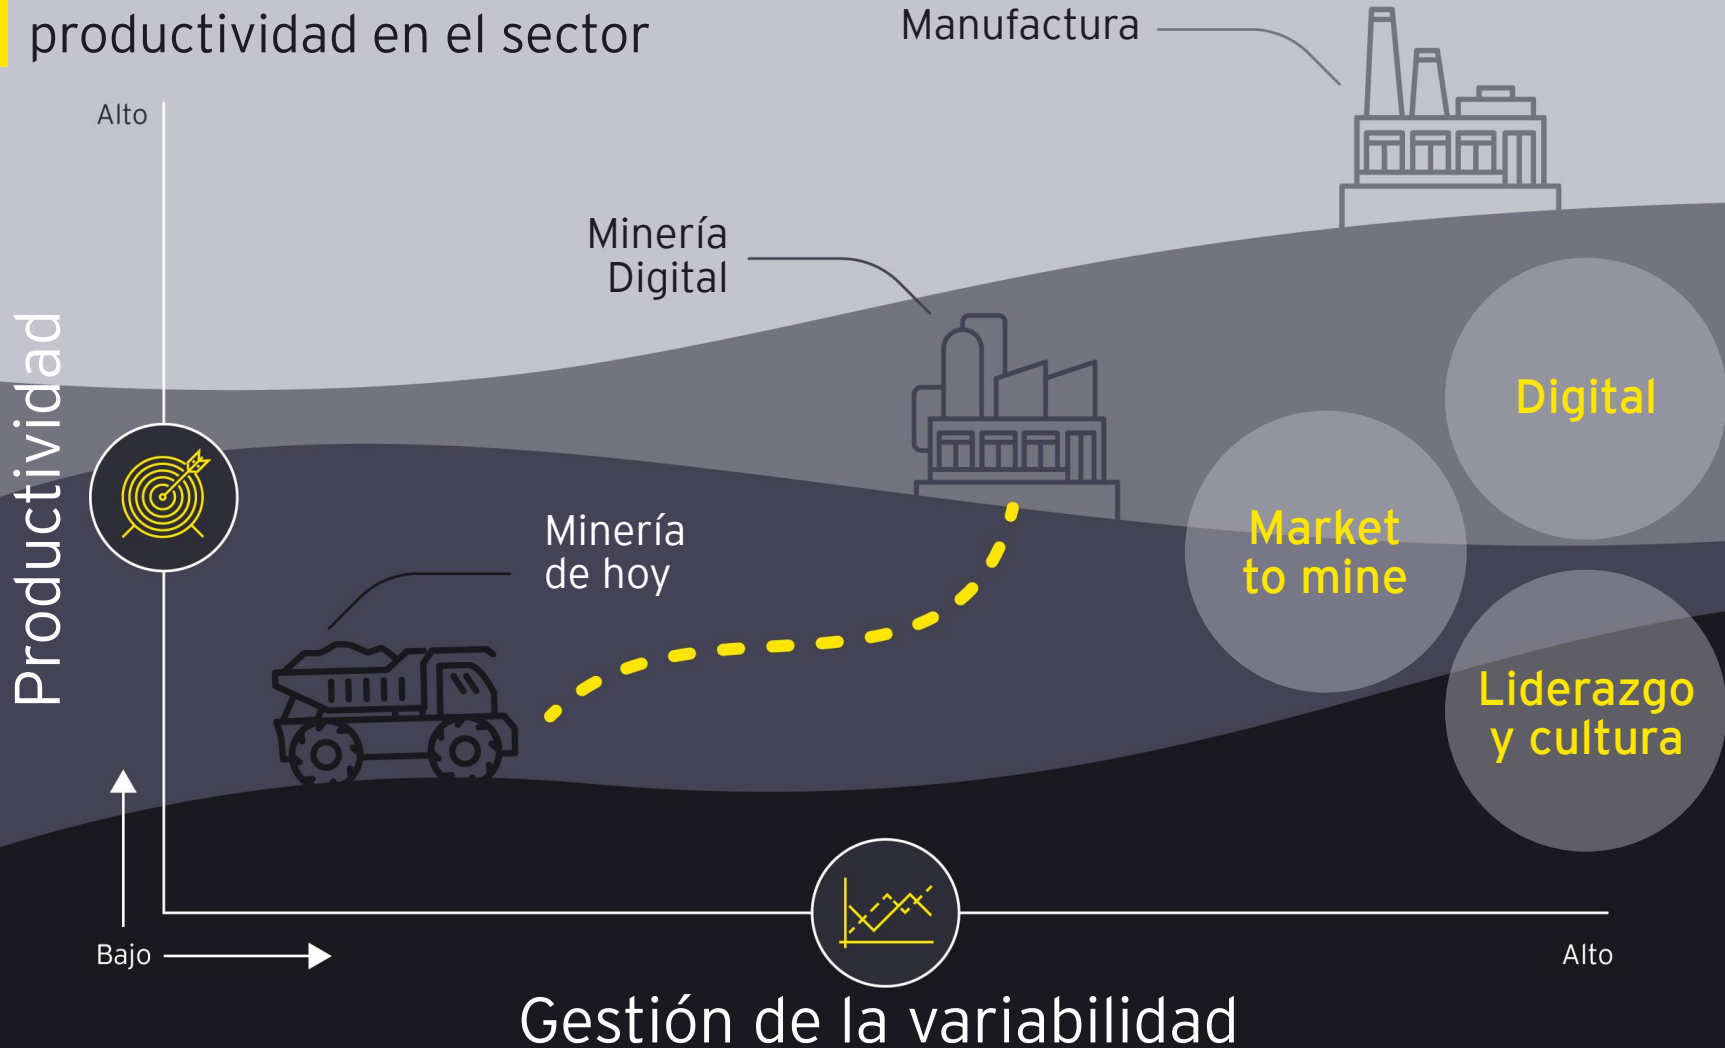 productividad en el sector
Manufactura
Alto
Minería
Digital
Productividad
Digital
Minería
de hoy
Market
to mine
Liderazgo
y cultura
Bajo
Alto
Gestión de la variabilidad